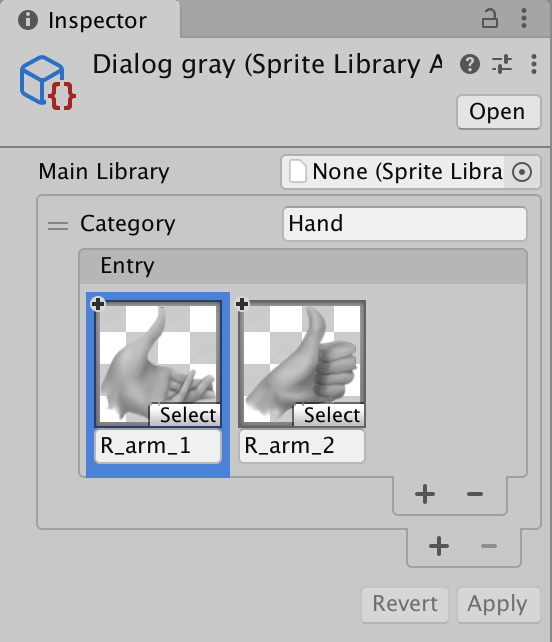 Inspector
Dialog gray (Sprite Library A
Open
Main Library None (Sprite Libra
Category Hand
Entry
Select Select
R_arm_1 R_arm_2
Revert Apply